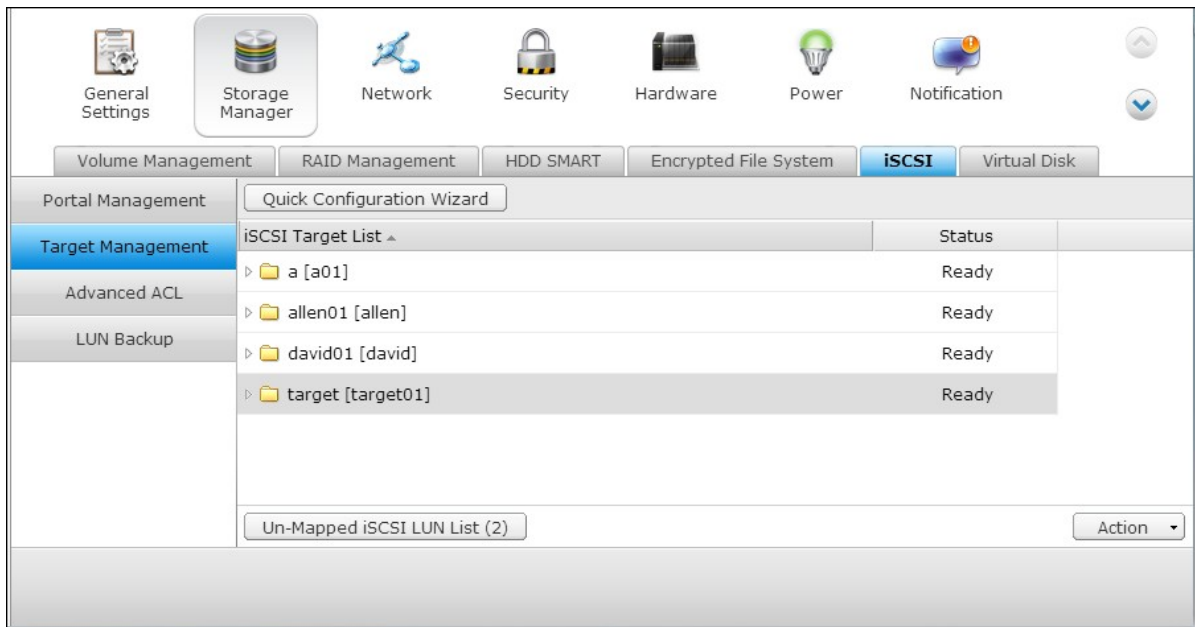 General Settings
Storage Manager
Network
Security
Hardware
Power
Notification
Volume Management
RAID Management
HDD SMART
Encrypted File System
iSCSI
Virtual Disk
Portal Management
Target Management
Advanced ACL
LUN Backup
Quick Configuration Wizard
iSCSI Target List
Status
a [a01]
Ready
allen01 [allen]
Ready
david01 [david]
Ready
target [target01]
Ready
Un-Mapped iSCSI LUN List (2)
Action